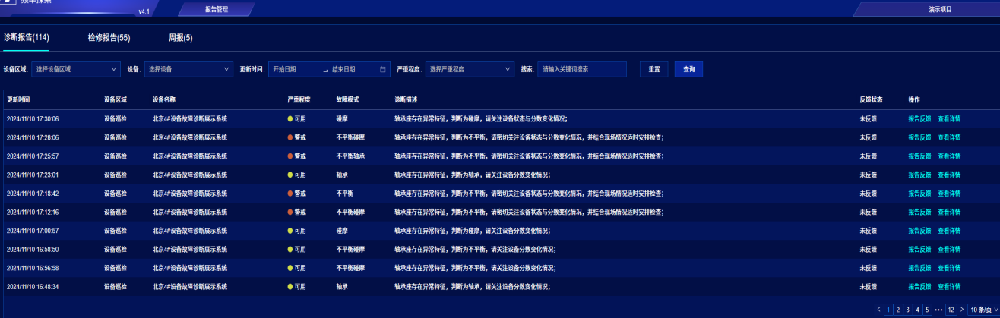 频率探索
v4.1
报告管理
演示项目
诊断报告(114) 检修报告(55) 周报(5)
设备区域: 选择设备区域 设备: 选择设备 更新时间: 开始日期 结束日期 严重程度: 选择严重程度 搜索: 请输入关键词搜索 重置 查询
更新时间 设备区域 设备名称 严重程度 故障模式 诊断描述 反馈状态 操作
2024/11/10 17:30:06 设备巡检 北京4#设备故障诊断展示系统 可用 碰摩 轴承座存在异常特征，判断为碰摩，请关注设备状态与分数变化情况； 未反馈 报告反馈 查看详情
2024/11/10 17:28:06 设备巡检 北京4#设备故障诊断展示系统 警戒 不平衡碰摩 轴承座存在异常特征，判断为不平衡，请密切关注设备状态与分数变化情况，并结合现场情况适时安排检查； 未反馈 报告反馈 查看详情
2024/11/10 17:25:57 设备巡检 北京4#设备故障诊断展示系统 警戒 不平衡轴承 轴承座存在异常特征，判断为不平衡，请密切关注设备状态与分数变化情况，并结合现场情况适时安排检查； 未反馈 报告反馈 查看详情
2024/11/10 17:23:01 设备巡检 北京4#设备故障诊断展示系统 可用 轴承 轴承座存在异常特征，判断为轴承，请关注设备分数变化情况； 未反馈 报告反馈 查看详情
2024/11/10 17:18:42 设备巡检 北京4#设备故障诊断展示系统 警戒 不平衡 轴承座存在异常特征，判断为不平衡，请密切关注设备状态与分数变化情况，并结合现场情况适时安排检查； 未反馈 报告反馈 查看详情
2024/11/10 17:12:16 设备巡检 北京4#设备故障诊断展示系统 警戒 不平衡碰摩 轴承座存在异常特征，判断为不平衡，请密切关注设备状态与分数变化情况，并结合现场情况适时安排检查； 未反馈 报告反馈 查看详情
2024/11/10 17:00:57 设备巡检 北京4#设备故障诊断展示系统 可用 碰摩 轴承座存在异常特征，判断为碰摩，请关注设备分数变化情况； 未反馈 报告反馈 查看详情
2024/11/10 16:58:50 设备巡检 北京4#设备故障诊断展示系统 可用 不平衡碰摩 轴承座存在异常特征，判断为不平衡，请关注设备分数变化情况； 未反馈 报告反馈 查看详情
2024/11/10 16:56:58 设备巡检 北京4#设备故障诊断展示系统 可用 不平衡碰摩 轴承座存在异常特征，判断为不平衡，请关注设备分数变化情况； 未反馈 报告反馈 查看详情
2024/11/10 16:48:34 设备巡检 北京4#设备故障诊断展示系统 可用 轴承 轴承座存在异常特征，判断为轴承，请关注设备分数变化情况； 未反馈 报告反馈 查看详情
< 1 2 3 4 5 ••• 12 > 10 条/页